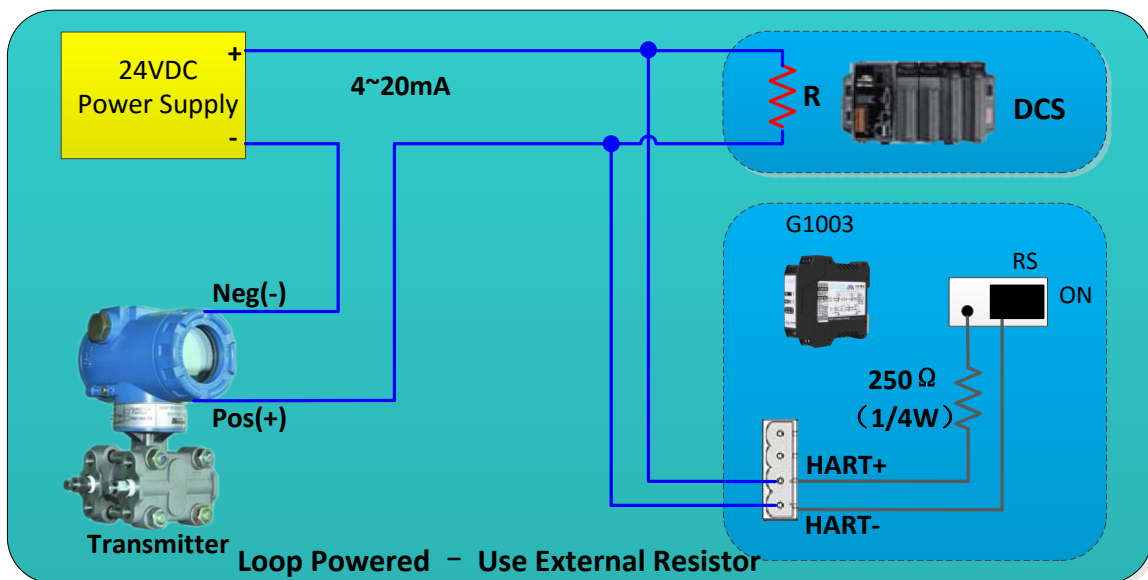 24VDC
Power Supply
+
-
4~20mA
R
DCS
G1003
RS
ON
Neg(-)
Pos(+)
250Ω
（1/4W）
HART+
HART-
Transmitter
Loop Powered － Use External Resistor